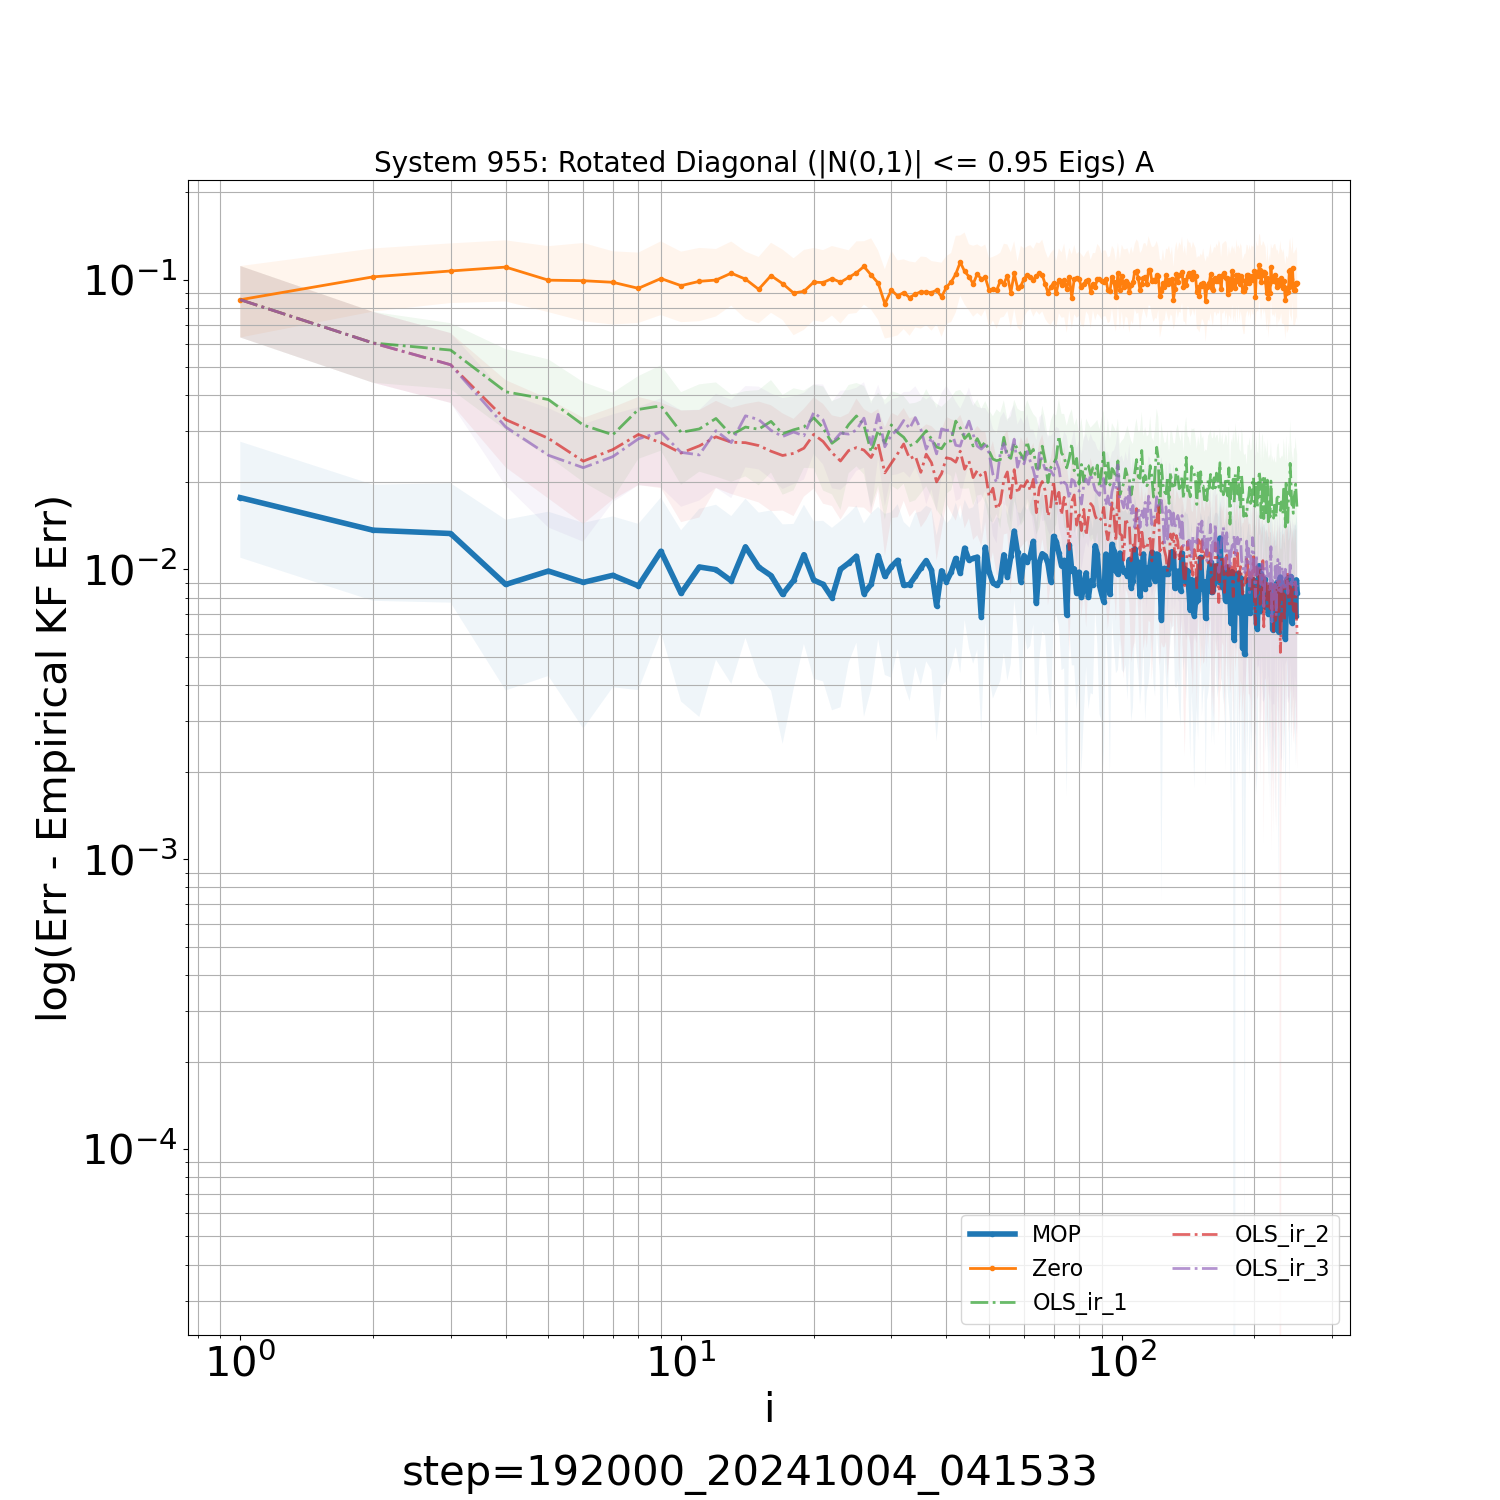 System 955: Rotated Diagonal (|N(0,1)| <= 0.95 Eigs) A
log(Err - Empirical KF Err)
10⁻¹
10⁻²
10⁻³
10⁻⁴
MOP
Zero
OLS_ir_1
OLS_ir_2
OLS_ir_3
10⁰ 10¹ 10²
i
step=192000_20241004_041533